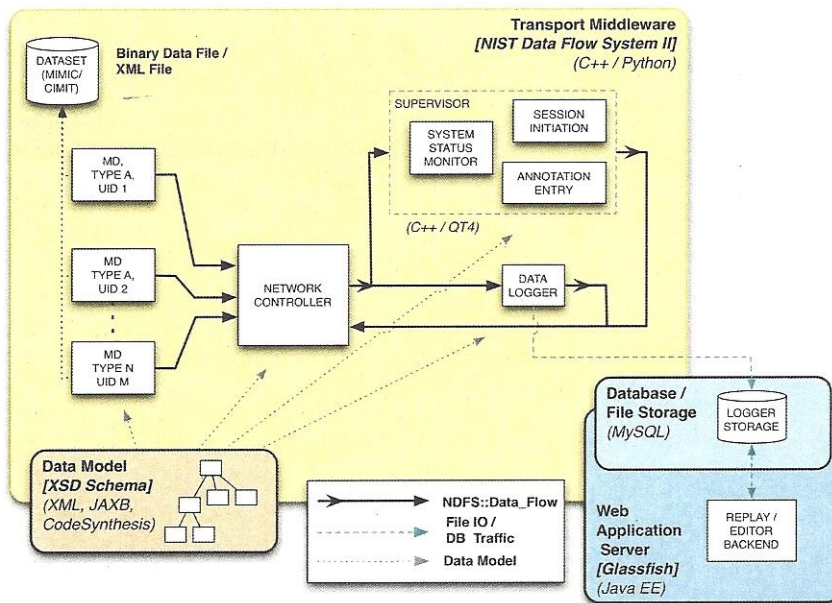 Transport Middleware
[NIST Data Flow System II]
(C++ / Python)
DATASET
(MIMIC/
CIMIT)
Binary Data File /
XML File
SUPERVISOR
SYSTEM
STATUS
MONITOR
SESSION
INITIATION
ANNOTATION
ENTRY
(C++ / QT4)
MD,
TYPE A,
UID 1
MD
TYPE A,
UID 2
MD
TYPE N
UID M
NETWORK
CONTROLLER
DATA
LOGGER
Database /
File Storage
(MySQL)
LOGGER
STORAGE
Data Model
[XSD Schema]
(XML, JAXB,
CodeSynthesis)
NDFS::Data_Flow
File IO /
DB Traffic
Data Model
Web
Application
Server
[Glassfish]
(Java EE)
REPLAY /
EDITOR
BACKEND